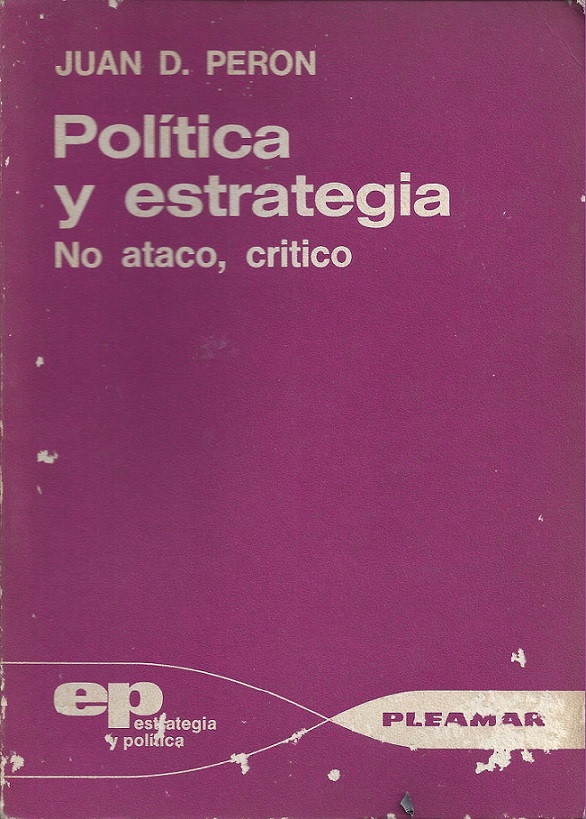 JUAN D. PERON
Política
y estrategia
No ataco, critico
ep
estrategia
y política
PLEAMAR